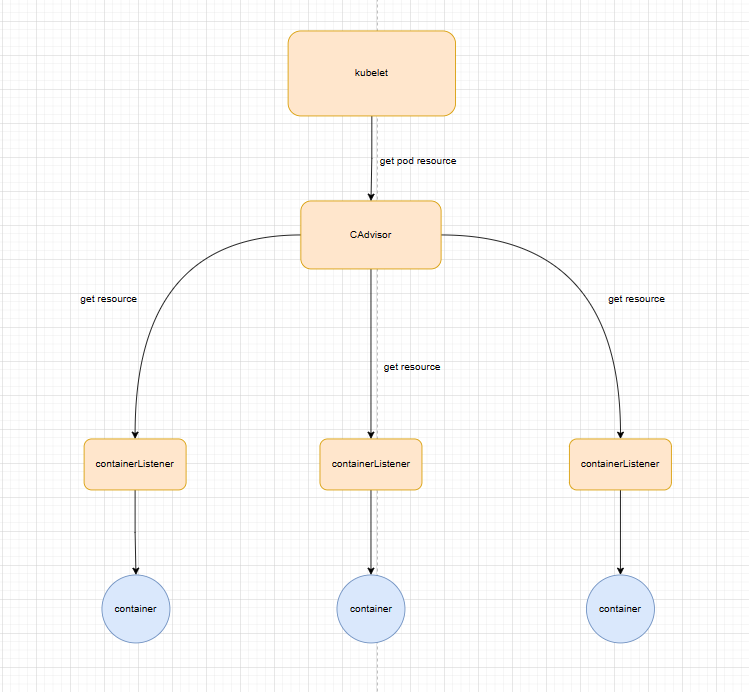 kubelet
get pod resource
CAdvisor
get resource
get resource
get resource
containerListener
containerListener
containerListener
container
container
container